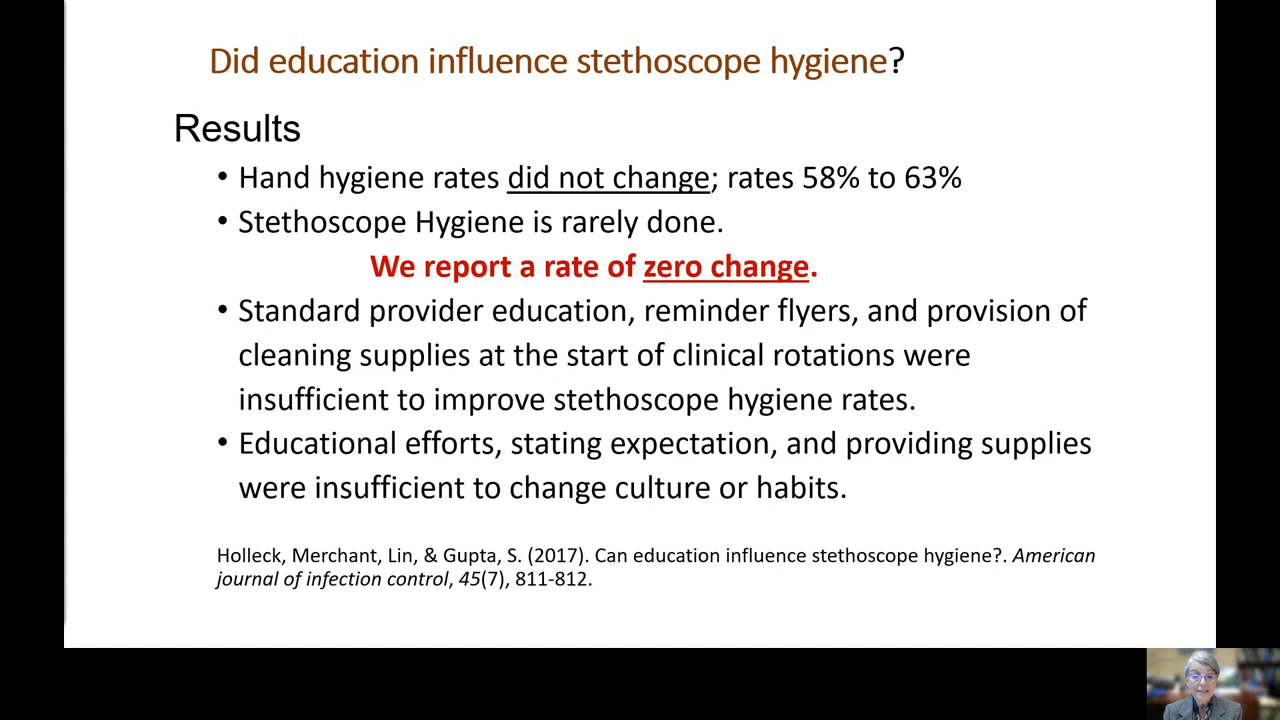 Did education influence stethoscope hygiene?
Results
• Hand hygiene rates did not change; rates 58% to 63%
• Stethoscope Hygiene is rarely done.
We report a rate of zero change.
• Standard provider education, reminder flyers, and provision of
cleaning supplies at the start of clinical rotations were
insufficient to improve stethoscope hygiene rates.
• Educational efforts, stating expectation, and providing supplies
were insufficient to change culture or habits.
Holleck, Merchant, Lin, & Gupta, S. (2017). Can education influence stethoscope hygiene?. American
journal of infection control, 45(7), 811-812.